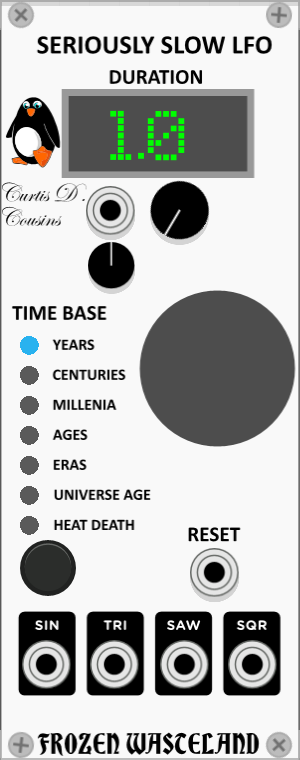 SERIOUSLY SLOW LFO
DURATION
1.0
Curtis D.
Cousins
TIME BASE
YEARS
CENTURIES
MILLENIA
AGES
ERAS
UNIVERSE AGE
HEAT DEATH
RESET
SIN TRI SAW SQR
FROZEN WASTELAND